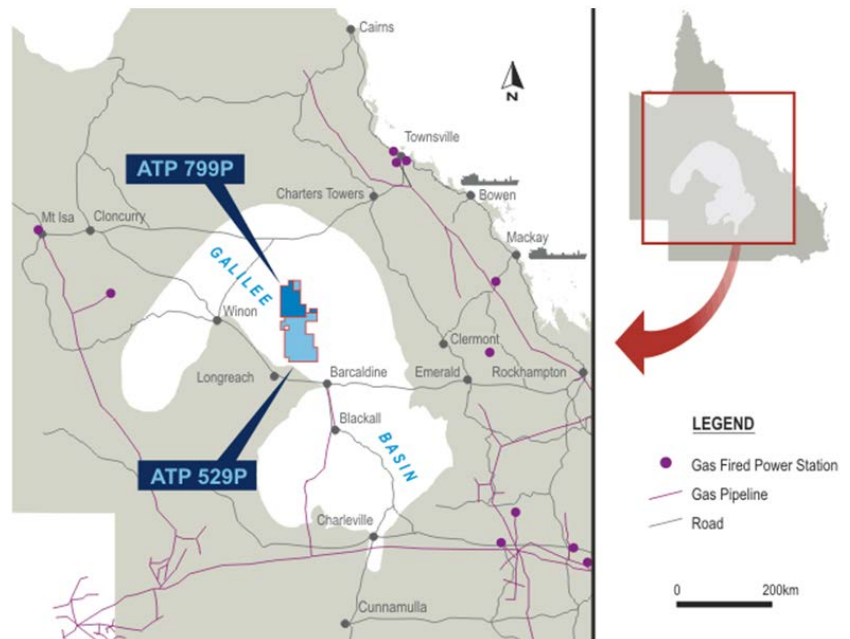 Cairns
N
Townsville
ATP 799P
Charters Towers
Bowen
Mt Isa
Cloncurry
Mackay
GALILEE
Winon
Clermont
Longreach
Barcaldine
Emerald
Rockhampton
Blackall
BASIN
ATP 529P
Charleville
Cunnamulla
LEGEND
Gas Fired Power Station
Gas Pipeline
Road
0 200km